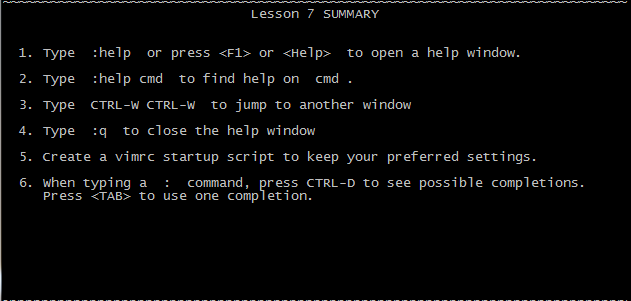 Lesson 7 SUMMARY
1. Type  :help  or press <F1> or <Help>  to open a help window.
2. Type  :help cmd  to find help on  cmd .
3. Type  CTRL-W CTRL-W  to jump to another window
4. Type  :q  to close the help window
5. Create a vimrc startup script to keep your preferred settings.
6. When typing a  :  command, press CTRL-D to see possible completions.
Press <TAB> to use one completion.